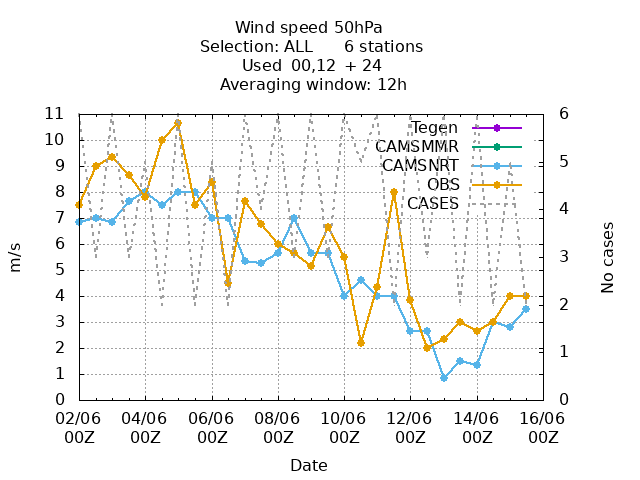 Wind speed 50hPa
Selection: ALL 6 stations
Used 00,12 + 24
Averaging window: 12h
11
10
9
8
7
6
5
4
3
2
1
0
m/s
Tegen
CAMSMMR
CAMSNRT
OBS
CASES
6
5
4
3
2
1
0
No cases
02/06 04/06 06/06 08/06 10/06 12/06 14/06 16/06
00Z 00Z 00Z 00Z 00Z 00Z 00Z 00Z
Date